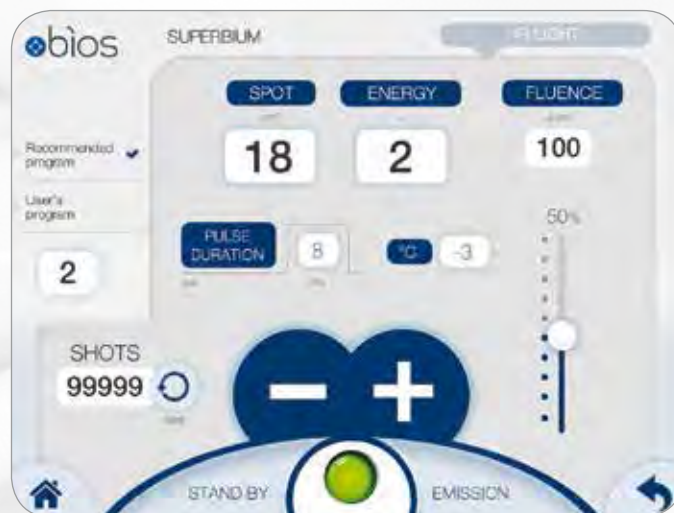 bìos
SUPERBIUM
SPOT
ENERGY
FLUENCE
18
2
100
Recommended
program
User's
program
2
PULSE
DURATION
8
°C
-3
50%
SHOTS
99999
STAND BY
EMISSION